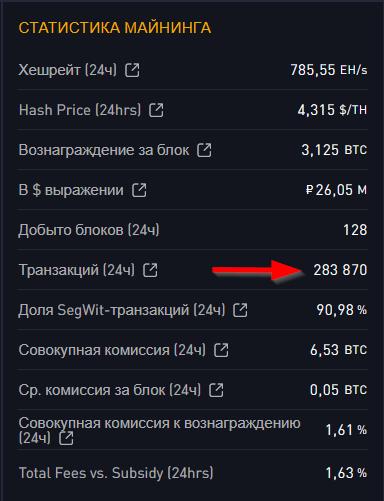 СТАТИСТИКА МАЙНИНГА
Хешрейт (24ч) 785,55 EH/s
Hash Price (24hrs) 4,315 $/TH
Вознаграждение за блок 3,125 BTC
В $ выражении ₽26,05 M
Добыто блоков (24ч) 128
Транзакций (24ч) 283 870
Доля SegWit-транзакций (24ч) 90,98 %
Совокупная комиссия (24ч) 6,53 BTC
Ср. комиссия за блок (24ч) 0,05 BTC
Совокупная комиссия к вознаграждению
(24ч) 1,61 %
Total Fees vs. Subsidy (24hrs) 1,63 %